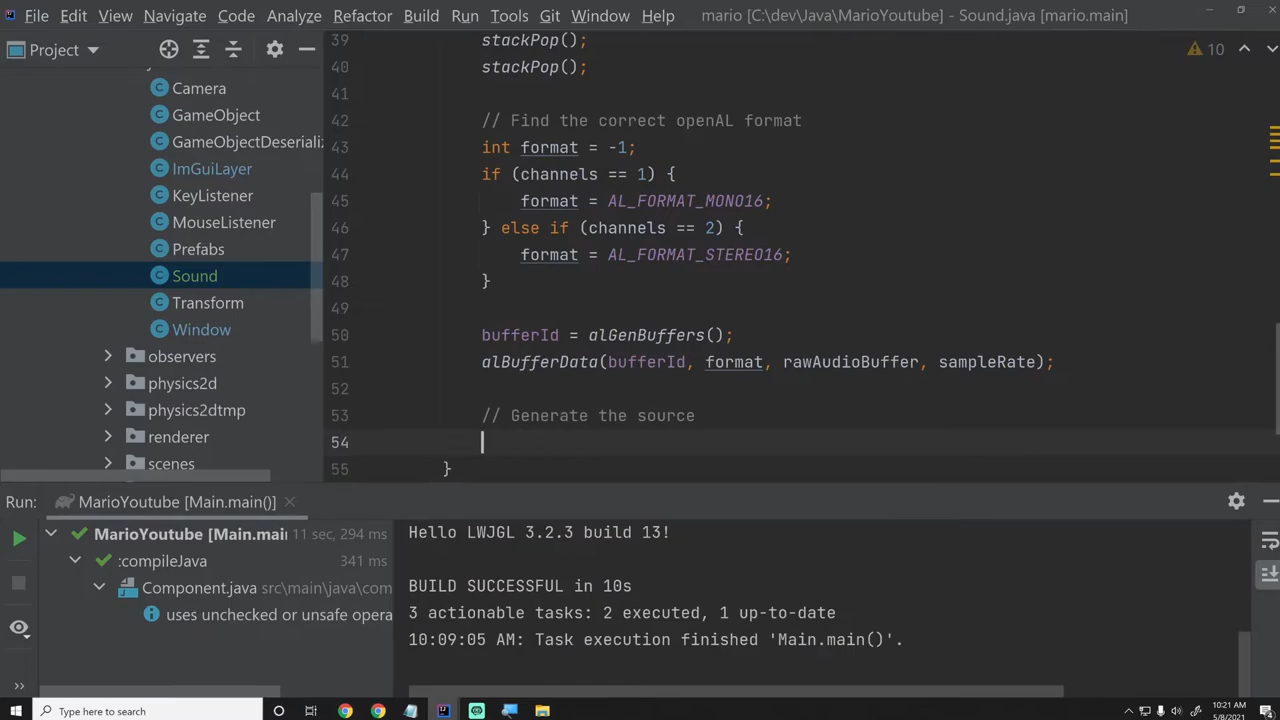 File Edit View Navigate Code Analyze Refactor Build Run Tools Git Window Help mario [C:\dev\Java\MarioYoutube] - Sound.java [mario.main]
Project
Camera
GameObject
GameObjectDeserializ
ImGuiLayer
KeyListener
MouseListener
Prefabs
Sound
Transform
Window
observers
physics2d
physics2dtmp
renderer
scenes
10
39 stackPop();
40 stackPop();
41
42 // Find the correct openAL format
43 int format = -1;
44 if (channels == 1) {
45 format = AL_FORMAT_MONO16;
46 } else if (channels == 2) {
47 format = AL_FORMAT_STEREO16;
48 }
49
50 bufferId = alGenBuffers();
51 alBufferData(bufferId, format, rawAudioBuffer, sampleRate);
52
53 // Generate the source
54
55 }
Run: MarioYoutube [Main.main()]
MarioYoutube [Main.mai 11 sec, 294 ms
:compileJava 341 ms
Component.java src\main\java\com
uses unchecked or unsafe opera
Hello LWJGL 3.2.3 build 13!
BUILD SUCCESSFUL in 10s
3 actionable tasks: 2 executed, 1 up-to-date
10:09:05 AM: Task execution finished 'Main.main()'.
Type here to search
10:21 AM
5/8/2021